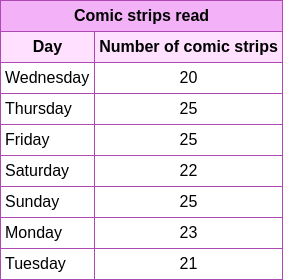 Comic strips read
Day Number of comic strips
Wednesday 20
Thursday 25
Friday 25
Saturday 22
Sunday 25
Monday 23
Tuesday 21